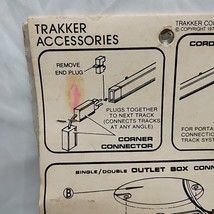 TRAKKER
ACCESSORIES
TRAKKER CO
© COPYRIGHT 197
REMOVE
END PLUG
CORD
PLUGS TOGETHER
TO NEXT TRACK
(CONNECTS TRACKS
AT ANY ANGLE)
CORNER
CONNECTOR
FOR PORTA
CONNECTION
TRACK SYST
SINGLE/DOUBLE OUTLET BOX CONN
B